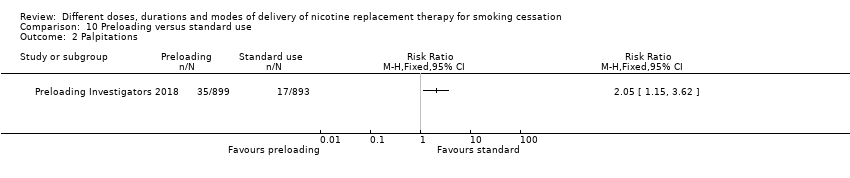 Review: Different doses, durations and modes of delivery of nicotine replacement therapy for smoking cessation
Comparison: 10 Preloading versus standard use
Outcome: 2 Palpitations
Study or subgroup Preloading Standard use Risk Ratio Risk Ratio
n/N n/N M-H,Fixed,95% CI M-H,Fixed,95% CI
Preloading Investigators 2018 35/899 17/893 2.05 [ 1.15, 3.62 ]
0.01 0.1 1 10 100
Favours preloading Favours standard